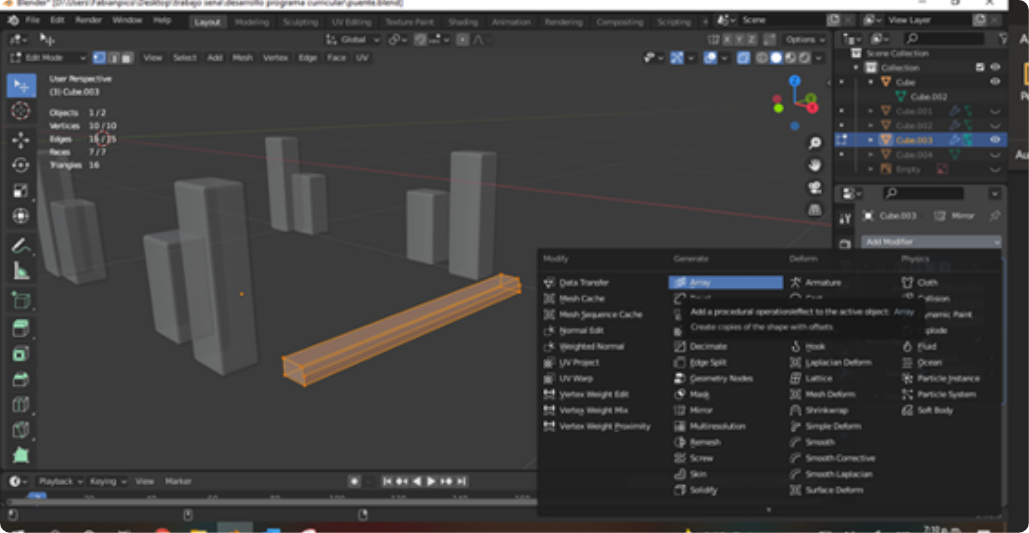 Blender* [D:\Users\Fabianpico\Desktop\trabajo sena\desarrollo programa curricular\puente.blend]
File Edit Render Window Help Layout Modeling Sculpting UV Editing Texture Paint Shading Animation Rendering Compositing Scripting Scene View Layer
Global Options
Edit Mode View Select Add Mesh Vertex Edge Face UV
User Perspective
(3) Cube.003
Objects 1/2
Vertices 10/10
Edges 15/15
Faces 7/7
Triangles 16
Scene Collection
Collection
Cube
Cube.002
Cube.001
Cube.002
Cube.003
Cube.004
Empty
Cube.003 Mirror
Add Modifier
Modify Generate Deform Physics
Data Transfer Array Armature Cloth
Mesh Cache Collision
Mesh Sequence Cache Add a procedural operation/effect to the active object: Array Dynamic Paint
Normal Edit Create copies of the shape with offsets. Explode
Weighted Normal Decimate Hook Fluid
UV Project Edge Split Laplacian Deform Ocean
UV Warp Geometry Nodes Lattice Particle Instance
Vertex Weight Edit Mask Mesh Deform Particle System
Vertex Weight Mix Mirror Shrinkwrap Soft Body
Vertex Weight Proximity Multiresolution Simple Deform
Remesh Smooth
Screw Smooth Corrective
Skin Smooth Laplacian
Solidify Surface Deform
Playback Keying View Marker
7:10 p. m.